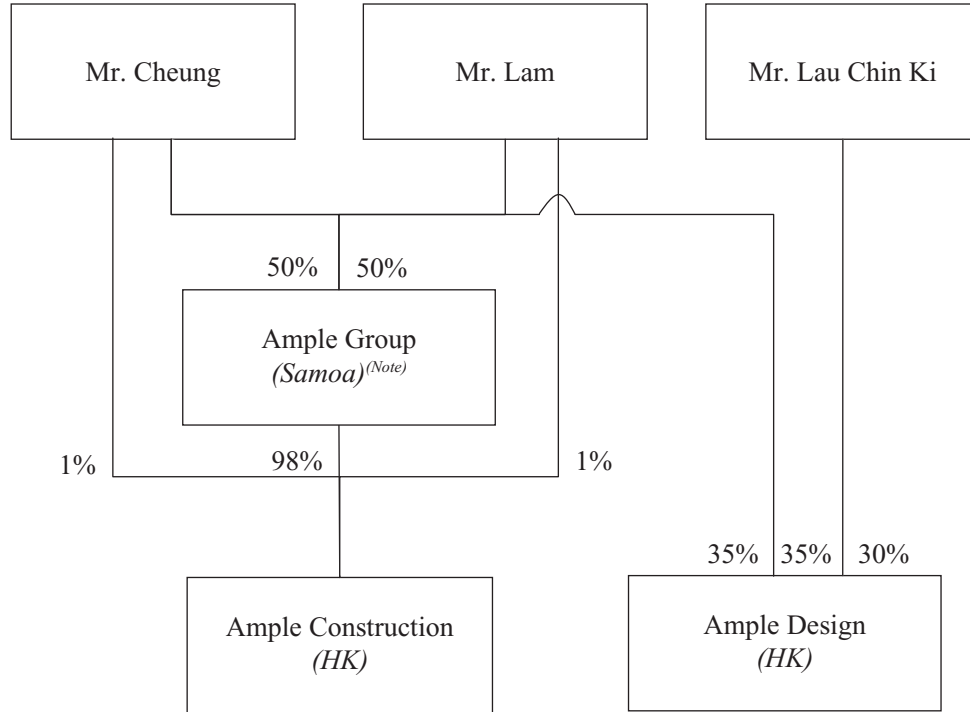 Mr. Cheung
Mr. Lam
Mr. Lau Chin Ki
50%
50%
Ample Group
(Samoa)(Note)
1%
98%
1%
35%
35%
30%
Ample Construction
(HK)
Ample Design
(HK)